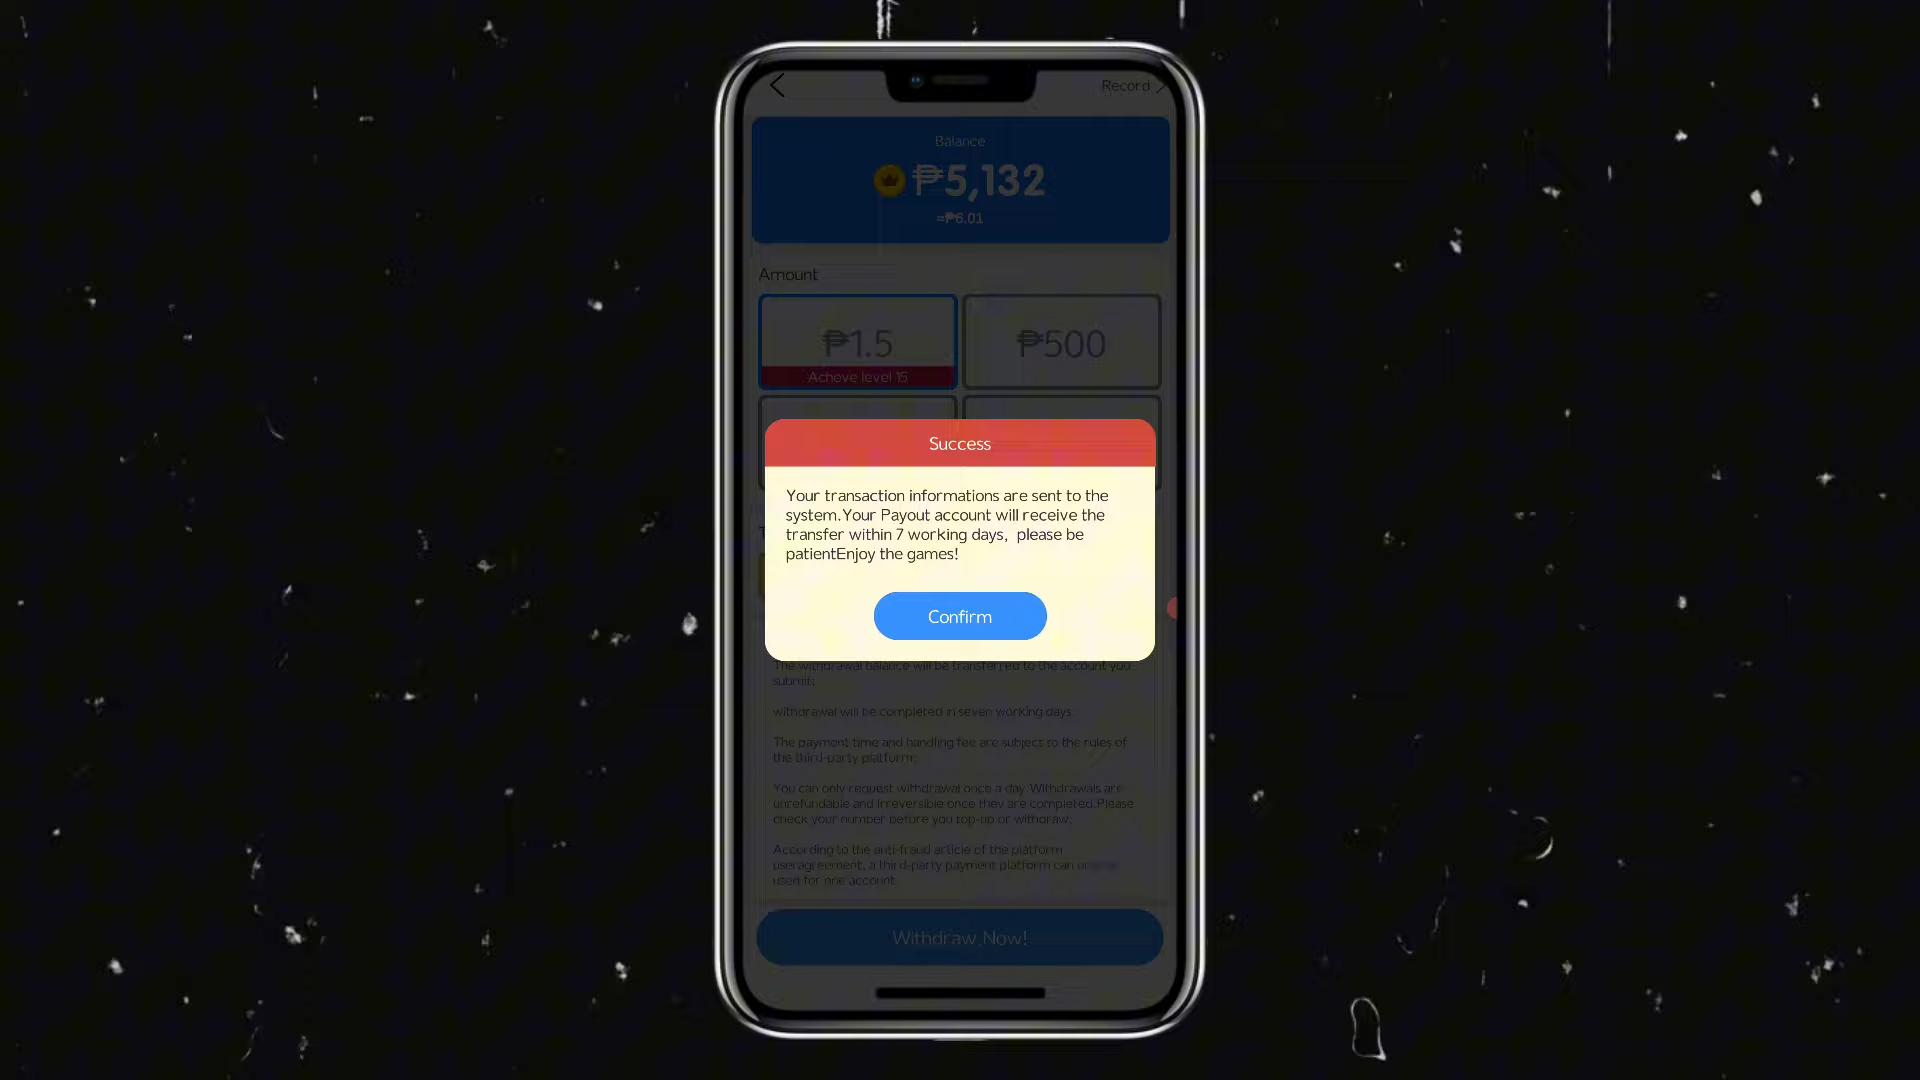 Record
Balance
₱5,132
=₱6.01
Amount
₱1.5
₱500
Acheve level 15
Success
Your transaction informations are sent to the
system.Your Payout account will receive the
transfer within 7 working days, please be
patientEnjoy the games!
Confirm
The withdrawal balance will be transferred to the account you
submit;
withdrawal will be completed in seven working days;
The payment time and handling fee are subject to the rules of
the third-party platform;
You can only request withdrawal once a day.Withdrawals are
unrefundable and irreversible once they are completed.Please
check your number before you top-up or withdraw;
According to the anti-fraud article of the platform
useragreement, a third-party payment platform can
used for one account.
Withdraw Now!